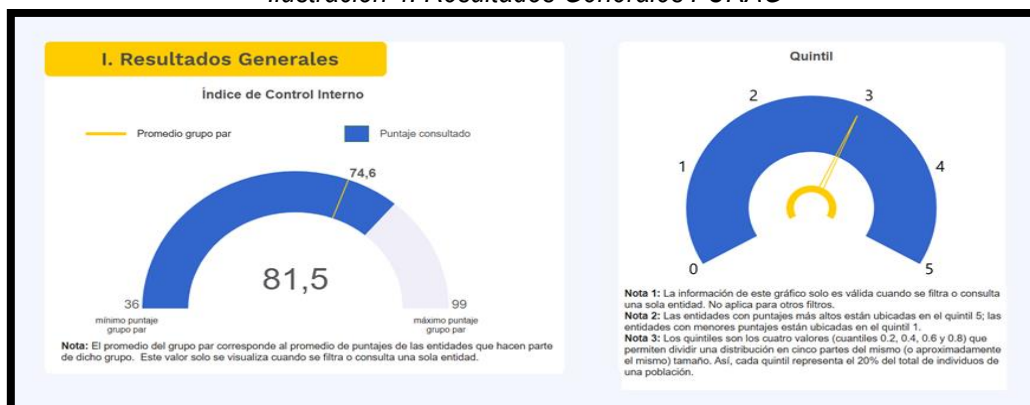 Ilustración 1. Resultados Generales FURAG
I. Resultados Generales
Índice de Control Interno
Promedio grupo par
Puntaje consultado
74,6
81,5
36
mínimo puntaje
grupo par
99
máximo puntaje
grupo par
Nota: El promedio del grupo par corresponde al promedio de puntajes de las entidades que hacen parte
de dicho grupo. Este valor solo se visualiza cuando se filtra o consulta una sola entidad.
Quintil
0
1
2
3
4
5
Nota 1: La información de este gráfico solo es válida cuando se filtra o consulta
una sola entidad. No aplica para otros filtros.
Nota 2: Las entidades con puntajes más altos están ubicadas en el quintil 5; las
entidades con menores puntajes están ubicadas en el quintil 1.
Nota 3: Los quintiles son los cuatro valores (cuantiles 0.2, 0.4, 0.6 y 0.8) que
permiten dividir una distribución en cinco partes del mismo (o aproximadamente
el mismo) tamaño. Así, cada quintil representa el 20% del total de individuos de
una población.